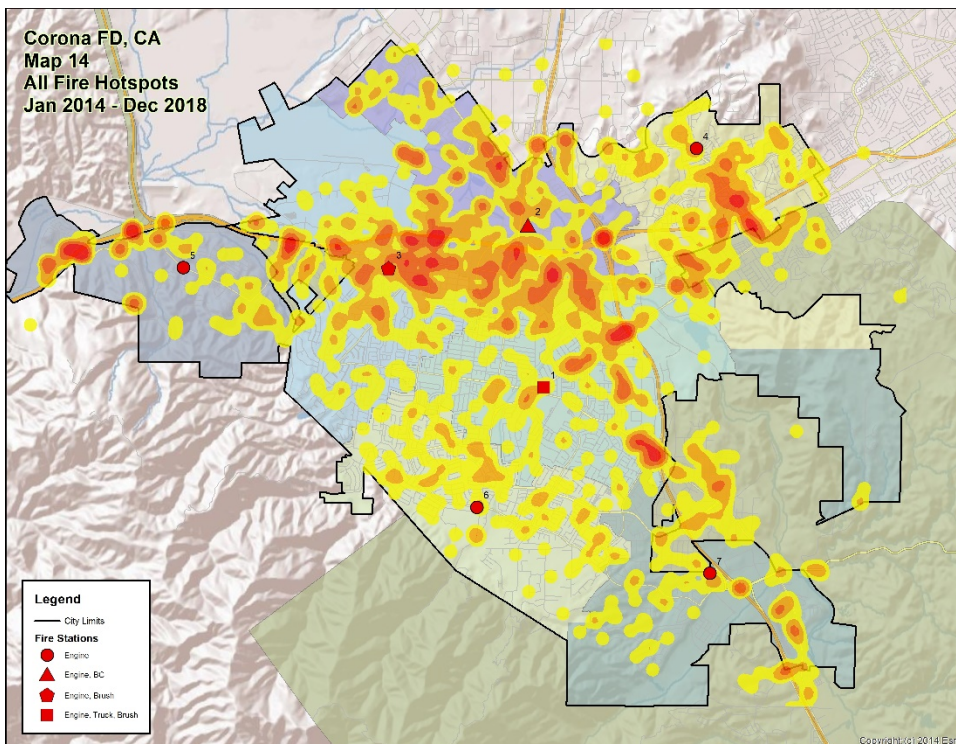 Corona FD, CA
Map 14
All Fire Hotspots
Jan 2014 - Dec 2018
4
2
5
3
1
6
7
Legend
City Limits
Fire Stations
Engine
Engine, BC
Engine, Brush
Engine, Truck, Brush
Copyright:(c) 2014 Esri